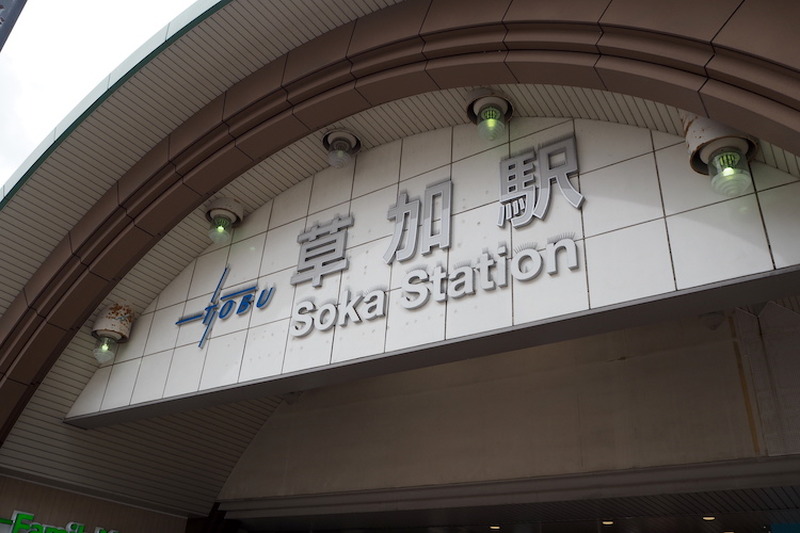 草加駅
TOBU
Soka Station